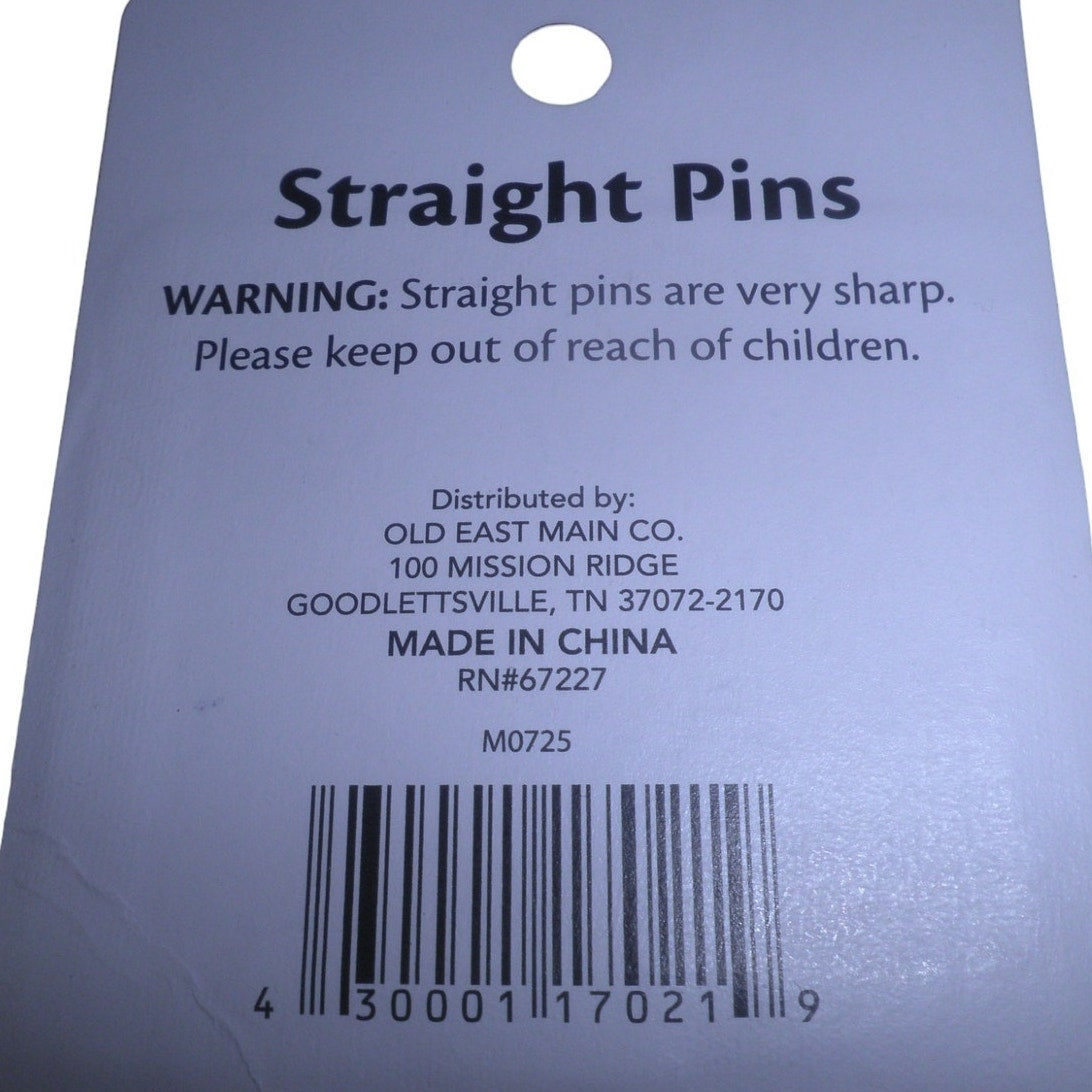 Straight Pins
WARNING: Straight pins are very sharp.
Please keep out of reach of children.
Distributed by:
OLD EAST MAIN CO.
100 MISSION RIDGE
GOODLETTSVILLE, TN 37072-2170
MADE IN CHINA
RN#67227
M0725
4 30001 17021 9